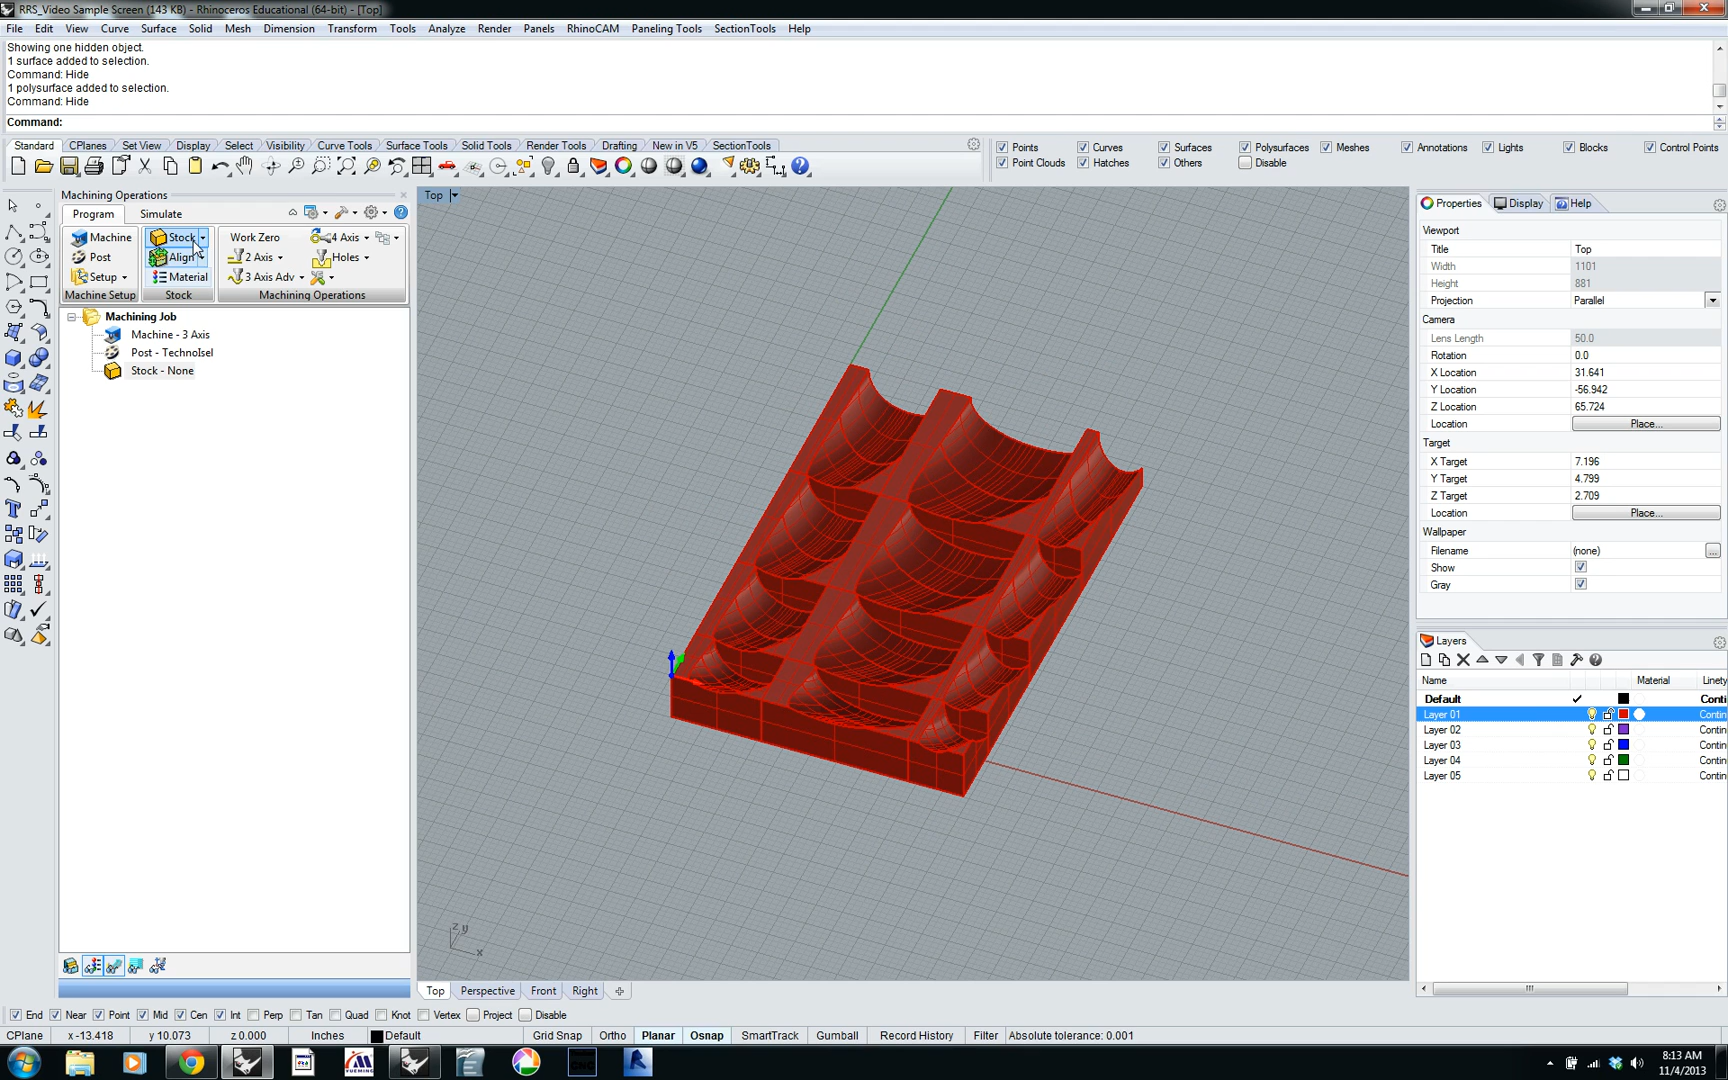 RRS_Video Sample Screen (143 KB) - Rhinoceros Educational (64-bit) - [Top]
File Edit View Curve Surface Solid Mesh Dimension Transform Tools Analyze Render Panels RhinoCAM Paneling Tools SectionTools Help
Showing one hidden object.
1 surface added to selection.
Command: Hide
1 polysurface added to selection.
Command: Hide
Command:
Standard CPlanes Set View Display Select Visibility Curve Tools Surface Tools Solid Tools Render Tools Drafting New in V5 SectionTools
Points Curves Surfaces Polysurfaces Meshes Annotations Lights Blocks Control Points
Point Clouds Hatches Others Disable
Machining Operations
Program Simulate
Machine Stock Work Zero 4 Axis
Post Align 2 Axis Holes
Setup Material 3 Axis Adv
Machine Setup Stock Machining Operations
Machining Job
Machine - 3 Axis
Post - TechnoIsel
Stock - None
Top
z y
x
Properties Display Help
Viewport
Title Top
Width 1101
Height 881
Projection Parallel
Camera
Lens Length 50.0
Rotation 0.0
X Location 31.641
Y Location -56.942
Z Location 65.724
Location Place...
Target
X Target 7.196
Y Target 4.799
Z Target 2.709
Location Place...
Wallpaper
Filename (none) ...
Show
Gray
Layers
Name Material Linety
Default Conti
Layer 01 Contin
Layer 02 Contin
Layer 03 Contin
Layer 04 Contin
Layer 05 Contin
Top Perspective Front Right
End Near Point Mid Cen Int Perp Tan Quad Knot Vertex Project Disable
CPlane x -13.418 y 10.073 z 0.000 Inches Default Grid Snap Ortho Planar Osnap SmartTrack Gumball Record History Filter Absolute tolerance: 0.001
8:13 AM
11/4/2013